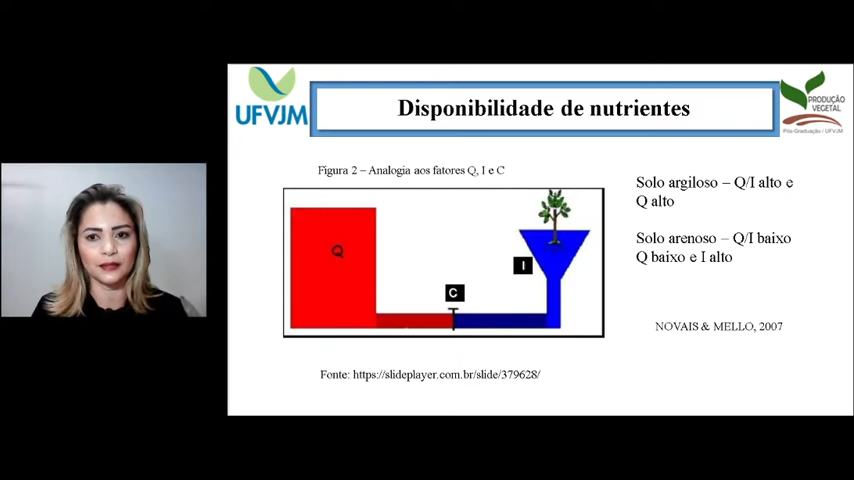 UFVJM
Disponibilidade de nutrientes
PRODUÇÃO
VEGETAL
Pós-Graduação / UFVJM
Figura 2 – Analogia aos fatores Q, I e C
Q
C
I
Solo argiloso – Q/I alto e
Q alto
Solo arenoso – Q/I baixo
Q baixo e I alto
NOVAIS & MELLO, 2007
Fonte: https://slideplayer.com.br/slide/379628/